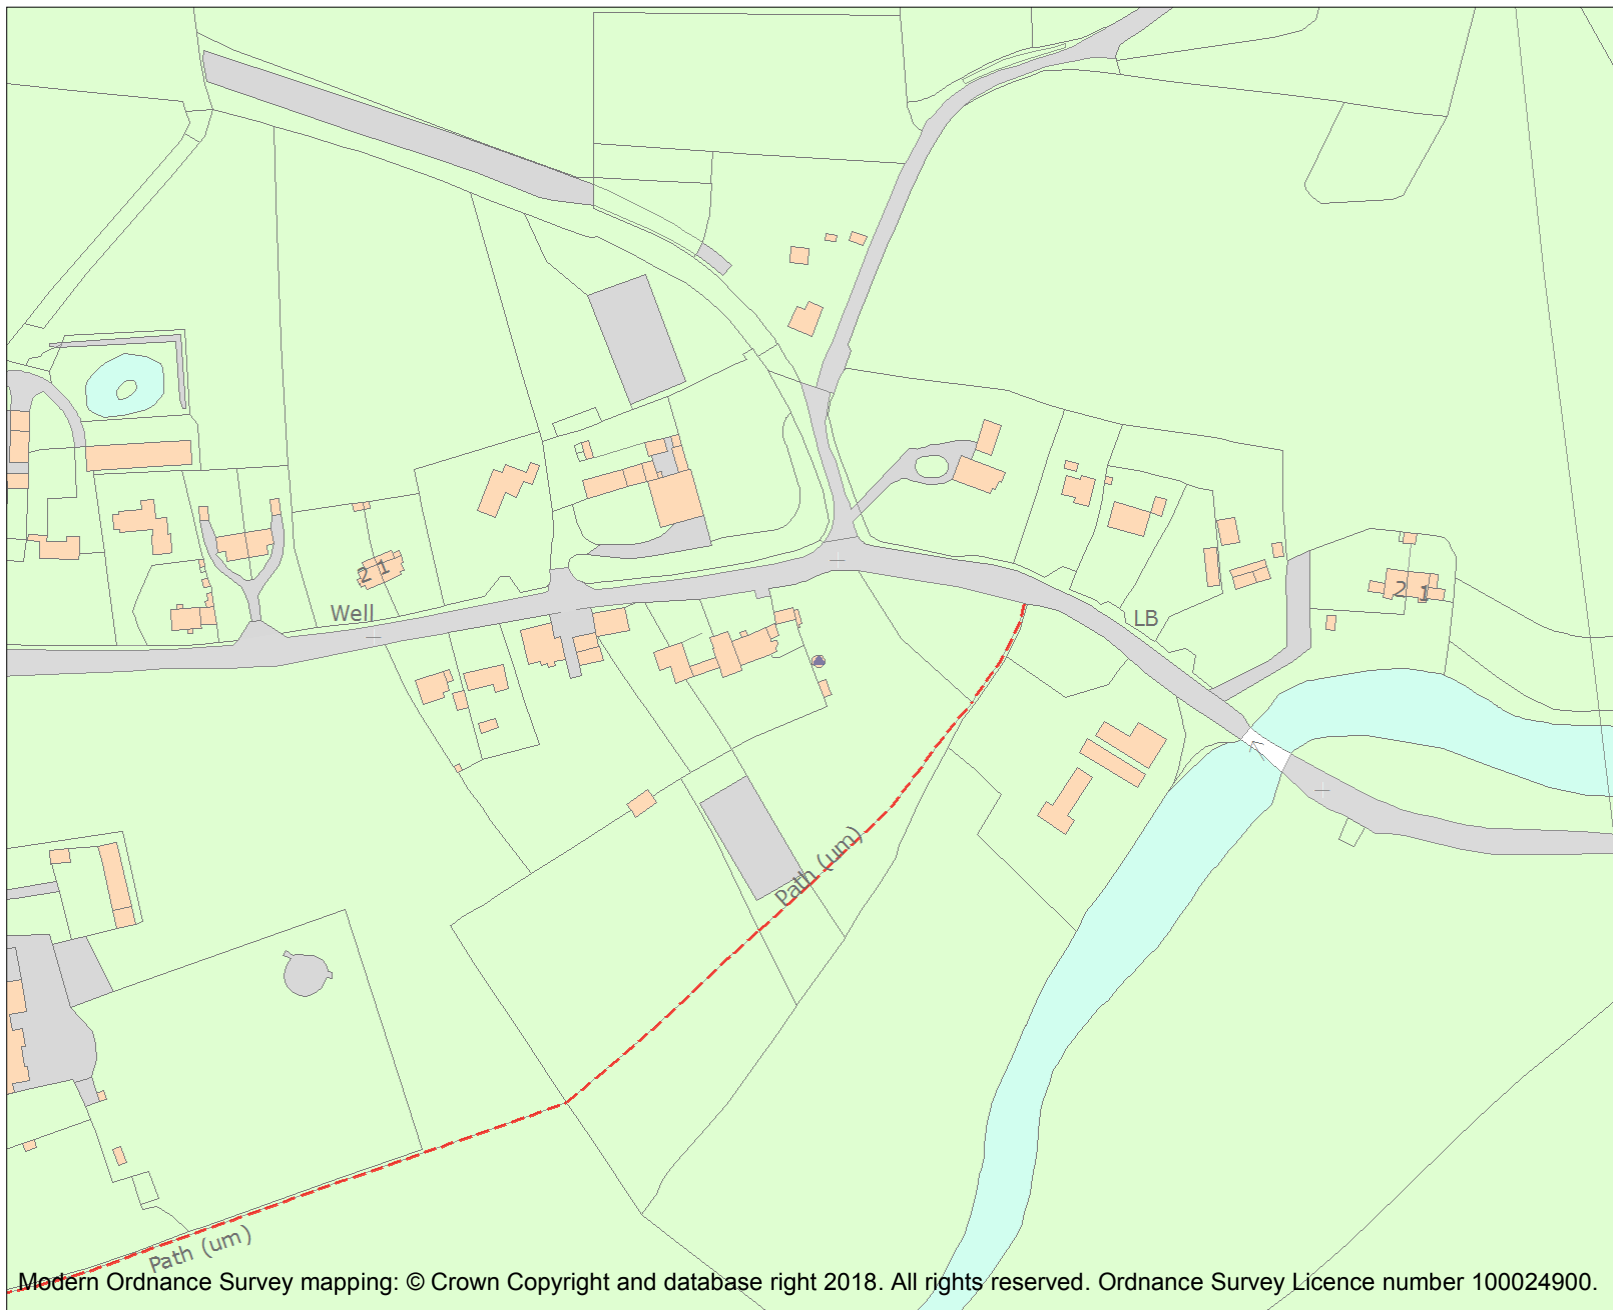 2 1
Well
2 1
LB
Path (um)
Path (um)
Modern Ordnance Survey mapping: © Crown Copyright and database right 2018. All rights reserved. Ordnance Survey Licence number 100024900.